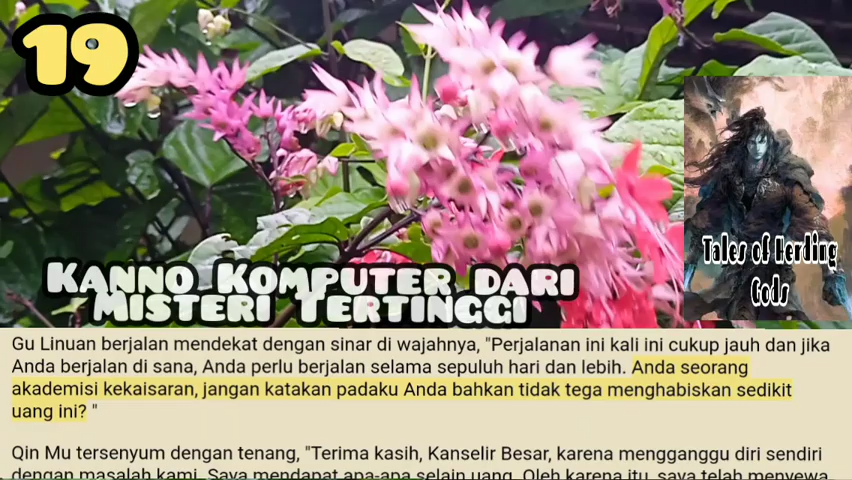 19
Tales of Herding
Gods
Kanno Komputer dari
Misteri Tertinggi
Gu Linuan berjalan mendekat dengan sinar di wajahnya, "Perjalanan ini kali ini cukup jauh dan jika
Anda berjalan di sana, Anda perlu berjalan selama sepuluh hari dan lebih. Anda seorang
akademisi kekaisaran, jangan katakan padaku Anda bahkan tidak tega menghabiskan sedikit
uang ini? "
Qin Mu tersenyum dengan tenang, "Terima kasih, Kanselir Besar, karena mengganggu diri sendiri
dengan masalah kami. Saya mendapat apa-apa selain uang. Oleh karena itu, saya telah menyewa